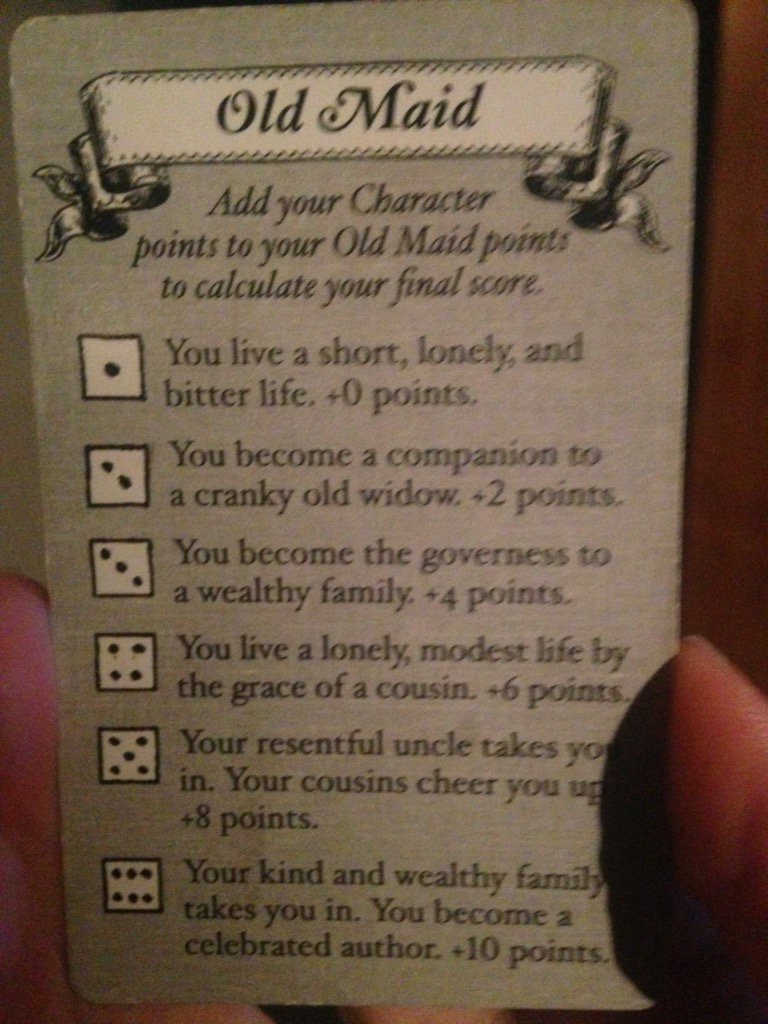 Old Maid
Add your Character
points to your Old Maid points
to calculate your final score.
You live a short, lonely, and
bitter life. +0 points.
You become a companion to
a cranky old widow. +2 points.
You become the governess to
a wealthy family. +4 points.
You live a lonely, modest life by
the grace of a cousin. +6 points.
Your resentful uncle takes you
in. Your cousins cheer you up
+8 points.
Your kind and wealthy family
takes you in. You become a
celebrated author. +10 points.